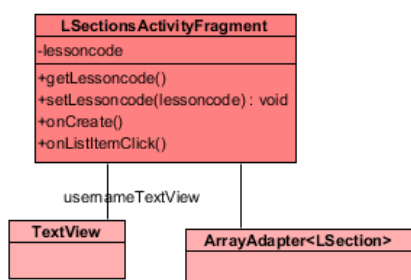 LSectionsActivityFragment
-lessoncode
+getLessoncode()
+setLessoncode(lessoncode) : void
+onCreate()
+onListItemClick()
usernameTextView
TextView
ArrayAdapter<LSection>